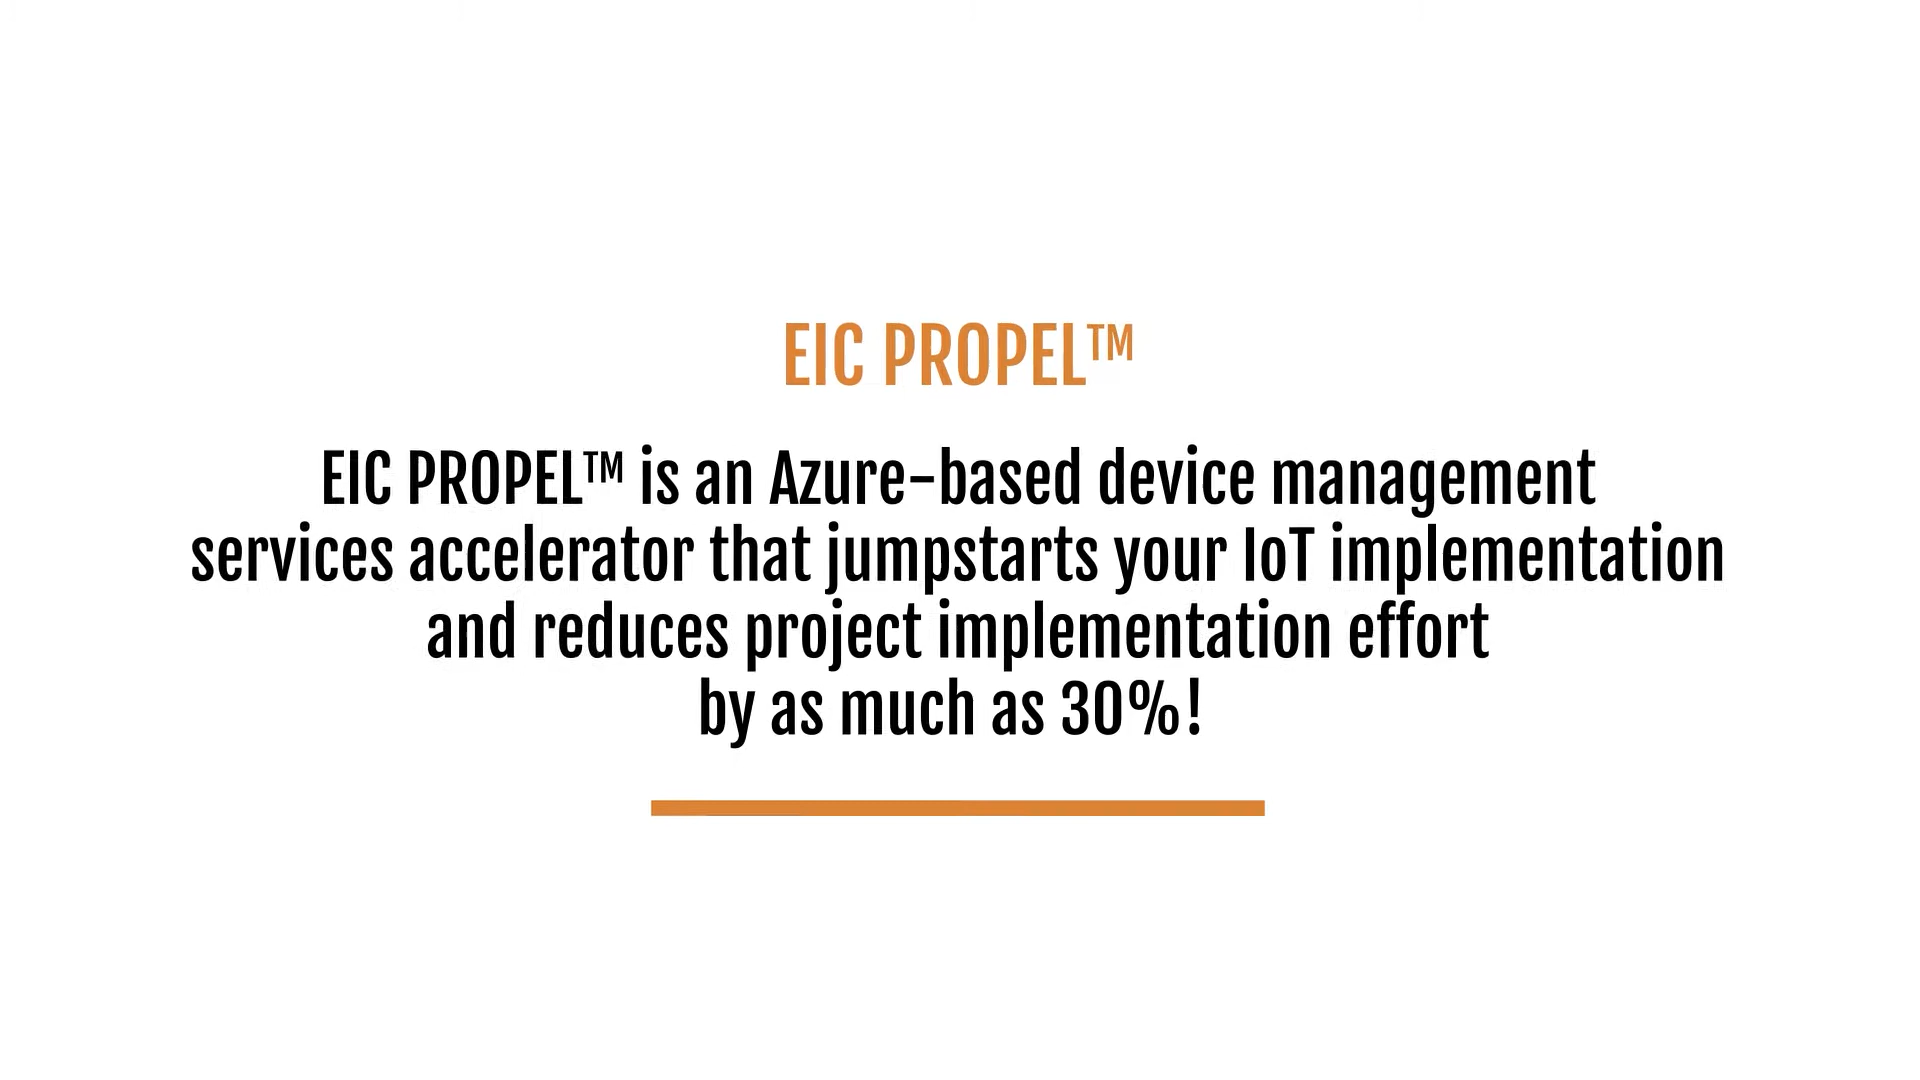 EIC PROPEL™
EIC PROPEL™ is an Azure-based device management
services accelerator that jumpstarts your IoT implementation
and reduces project implementation effort
by as much as 30%!